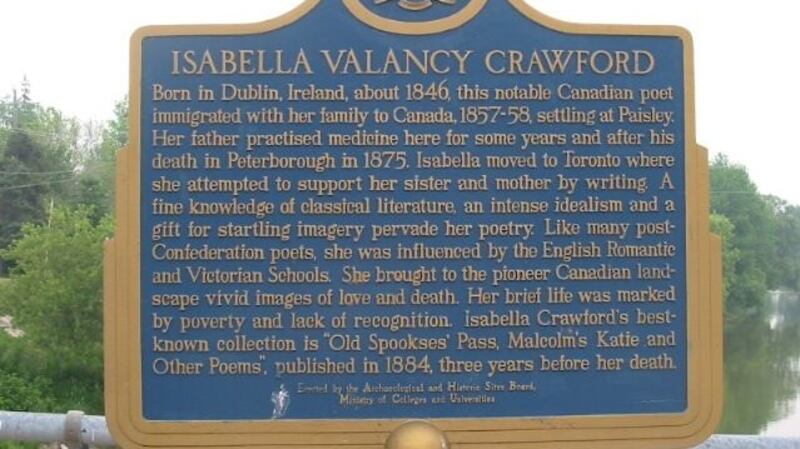 ISABELLA VALANCY CRAWFORD
Born in Dublin, Ireland, about 1846, this notable Canadian poet
immigrated with her family to Canada, 1857-58, settling at Paisley.
Her father practised medicine here for some years and after his
death in Peterborough in 1875. Isabella moved to Toronto where
she attempted to support her sister and mother by writing. A
fine knowledge of classical literature, an intense idealism and a
gift for startling imagery pervade her poetry. Like many post-
Confederation poets, she was influenced by the English Romantic
and Victorian Schools. She brought to the pioneer Canadian land-
scape vivid images of love and death. Her brief life was marked
by poverty and lack of recognition. Isabella Crawford's best-
known collection is "Old Spookses' Pass, Malcolm's Katie and
Other Poems", published in 1884, three years before her death.
Erected by the Archaeological and Historic Sites Board,
Ministry of Colleges and Universities